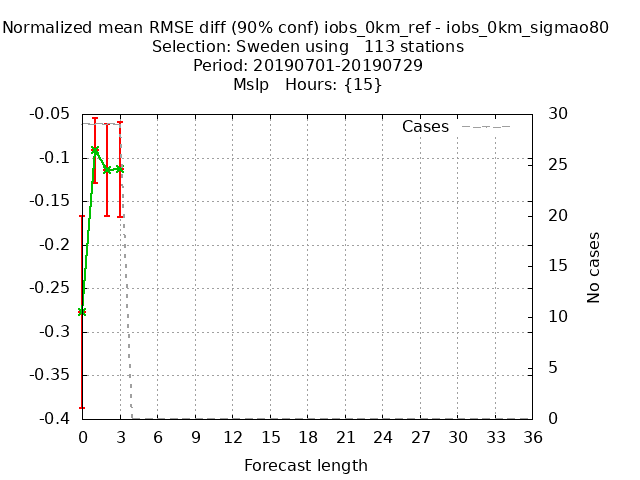 Normalized mean RMSE diff (90% conf) iobs_0km_ref - iobs_0km_sigmao80
Selection: Sweden using   113 stations
Period: 20190701-20190729
Mslp   Hours: {15}
Cases
-0.05
-0.1
-0.15
-0.2
-0.25
-0.3
-0.35
-0.4
30
25
20
15
10
5
0
No cases
0 3 6 9 12 15 18 21 24 27 30 33 36
Forecast length